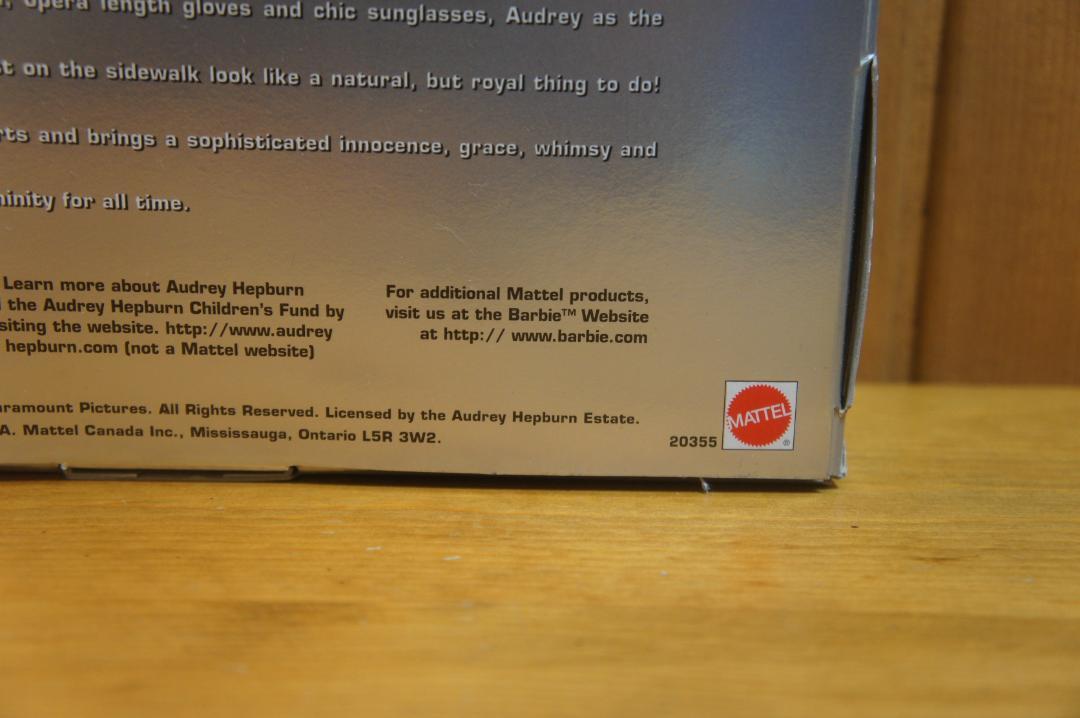 opera length gloves and chic sunglasses, Audrey as the
on the sidewalk look like a natural, but royal thing to do!
and brings a sophisticated innocence, grace, whimsy and
for all time.
Learn more about Audrey Hepburn
the Audrey Hepburn Children's Fund by
the website. http://www.audrey
hepburn.com (not a Mattel website)
For additional Mattel products,
visit us at the Barbie™ Website
at http:// www.barbie.com
Pictures. All Rights Reserved. Licensed by the Audrey Hepburn Estate.
A. Mattel Canada Inc., Mississauga, Ontario L5R 3W2.
20355
MATTEL
®